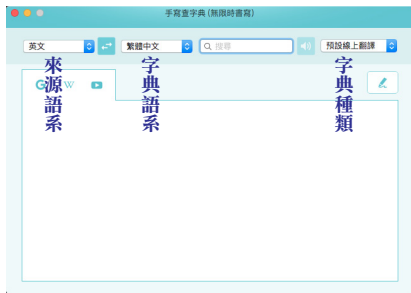 手寫查字典 (無限時書寫)
英文 繁體中文 搜尋 預設線上翻譯
來源語系
字典語系
字典種類
G W